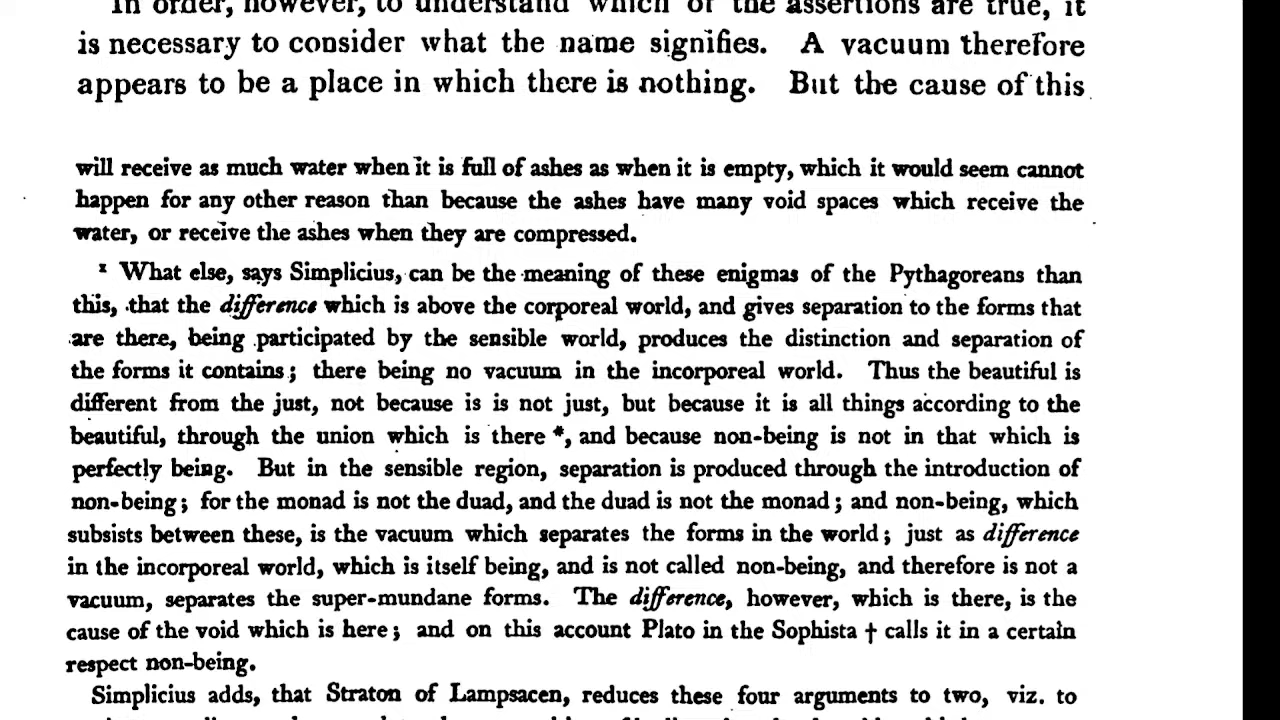 In order, however, to understand which of the assertions are true, it
is necessary to consider what the name signifies. A vacuum therefore
appears to be a place in which there is nothing. But the cause of this
will receive as much water when it is full of ashes as when it is empty, which it would seem cannot
happen for any other reason than because the ashes have many void spaces which receive the
water, or receive the ashes when they are compressed.
ˣ What else, says Simplicius, can be the meaning of these enigmas of the Pythagoreans than
this, that the difference which is above the corporeal world, and gives separation to the forms that
are there, being participated by the sensible world, produces the distinction and separation of
the forms it contains; there being no vacuum in the incorporeal world. Thus the beautiful is
different from the just, not because is is not just, but because it is all things according to the
beautiful, through the union which is there *, and because non-being is not in that which is
perfectly being. But in the sensible region, separation is produced through the introduction of
non-being; for the monad is not the duad, and the duad is not the monad; and non-being, which
subsists between these, is the vacuum which separates the forms in the world; just as difference
in the incorporeal world, which is itself being, and is not called non-being, and therefore is not a
vacuum, separates the super-mundane forms. The difference, however, which is there, is the
cause of the void which is here; and on this account Plato in the Sophista † calls it in a certain
respect non-being.
Simplicius adds, that Straton of Lampsacen, reduces these four arguments to two, viz. to